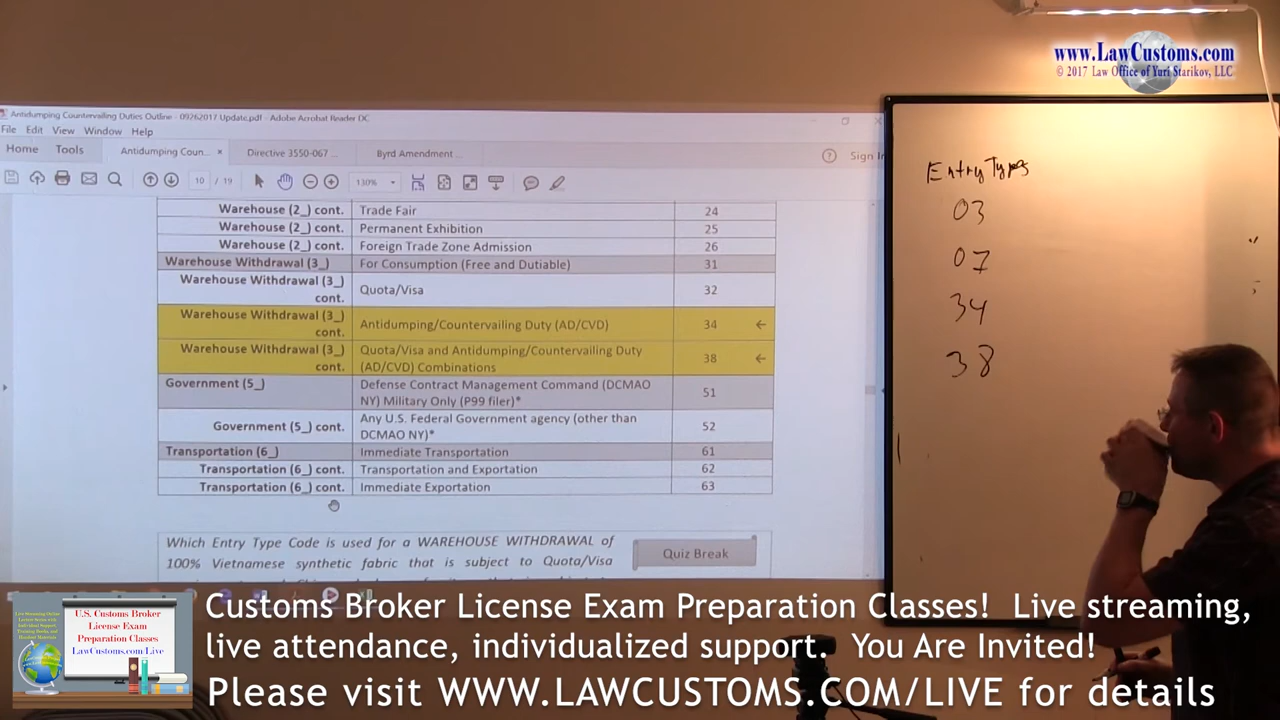 www.LawCustoms.com
© 2017 Law Office of Yuri Starikov, LLC
Antidumping Countervailing Duties Outline - 09262017 Update.pdf - Adobe Acrobat Reader DC
File Edit View Window Help
Home Tools Antidumping Coun... × Directive 3550-067 ... Byrd Amendment ... Sign In
10 / 19 130%
Warehouse (2_) cont. Trade Fair 24
Warehouse (2_) cont. Permanent Exhibition 25
Warehouse (2_) cont. Foreign Trade Zone Admission 26
Warehouse Withdrawal (3_) For Consumption (Free and Dutiable) 31
Warehouse Withdrawal (3_) cont. Quota/Visa 32
Warehouse Withdrawal (3_) cont. Antidumping/Countervailing Duty (AD/CVD) 34 ←
Warehouse Withdrawal (3_) cont. Quota/Visa and Antidumping/Countervailing Duty (AD/CVD) Combinations 38 ←
Government (5_) Defense Contract Management Command (DCMAO NY) Military Only (P99 filer)* 51
Government (5_) cont. Any U.S. Federal Government agency (other than DCMAO NY)* 52
Transportation (6_) Immediate Transportation 61
Transportation (6_) cont. Transportation and Exportation 62
Transportation (6_) cont. Immediate Exportation 63
Which Entry Type Code is used for a WAREHOUSE WITHDRAWAL of
100% Vietnamese synthetic fabric that is subject to Quota/Visa
Quiz Break
Entry Types
03
07
34
38
U.S. Customs Broker
License Exam
Preparation Classes
LawCustoms.com Live
Customs Broker License Exam Preparation Classes! Live streaming,
live attendance, individualized support. You Are Invited!
Please visit WWW.LAWCUSTOMS.COM/LIVE for details